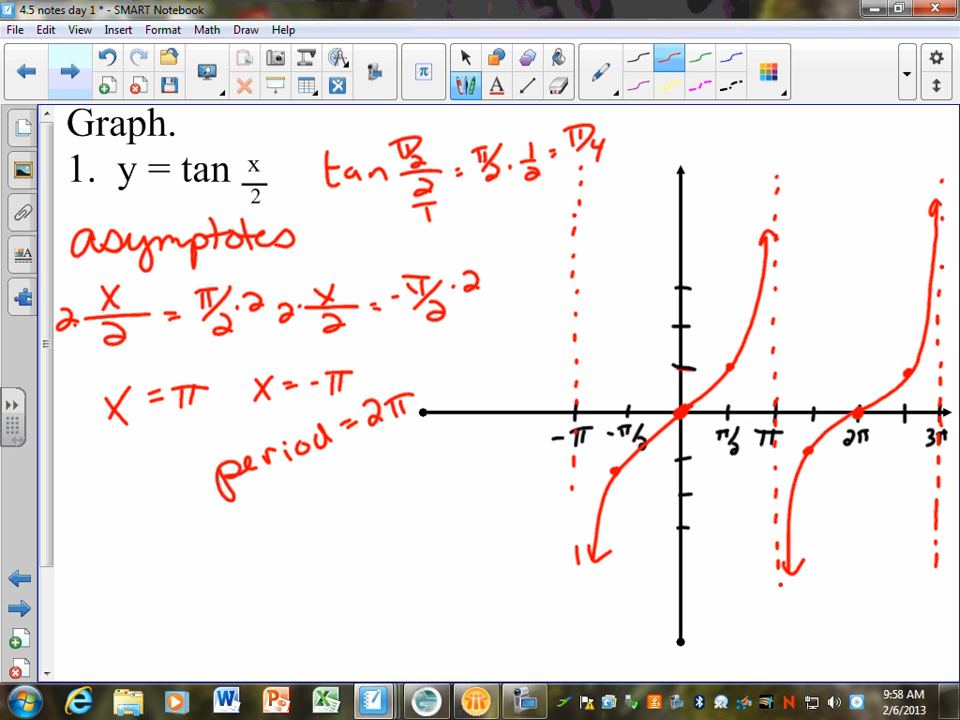 4.5 notes day 1 * - SMART Notebook
File Edit View Insert Format Math Draw Help
π
A
Graph.
1. y = tan x/2
tan π/2 / 2/1 = π/2 · 1/2 = π/4
asymptotes
2· x/2 = π/2 ·2 2· x/2 = -π/2 ·2
x = π x = -π
period = 2π
-π -π/2 π/2 π 2π 3π
9:58 AM
2/6/2013